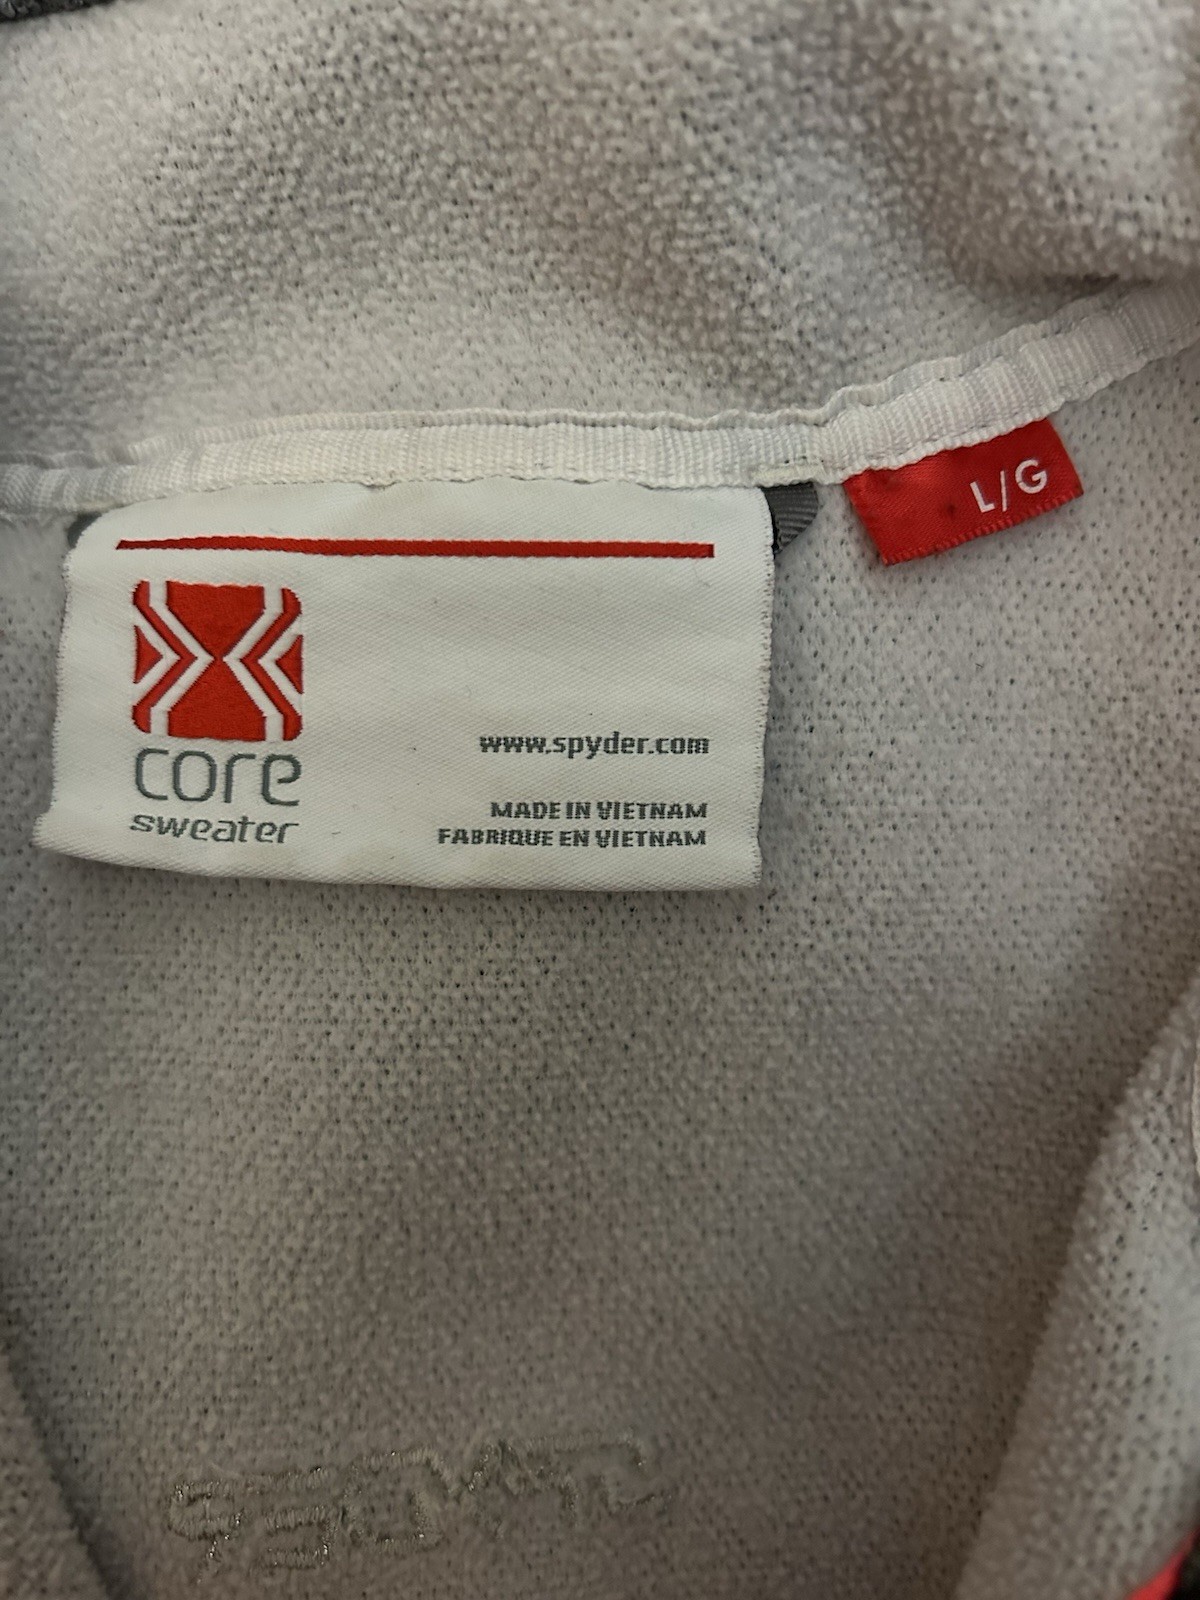 L/G
core
sweater
www.spyder.com
MADE IN VIETNAM
FABRIQUE EN VIETNAM